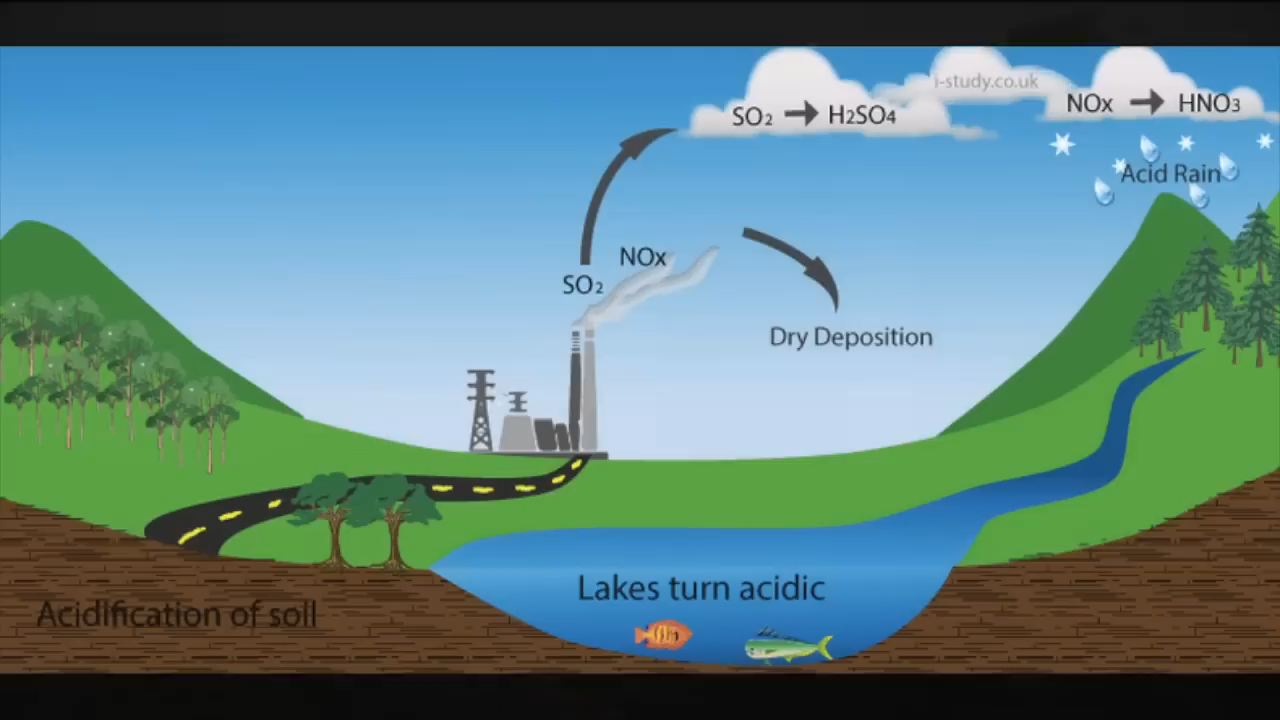 i-study.co.uk
SO₂ → H₂SO₄
NOx → HNO₃
Acid Rain
NOx
SO₂
Dry Deposition
Lakes turn acidic
Acidification of soil